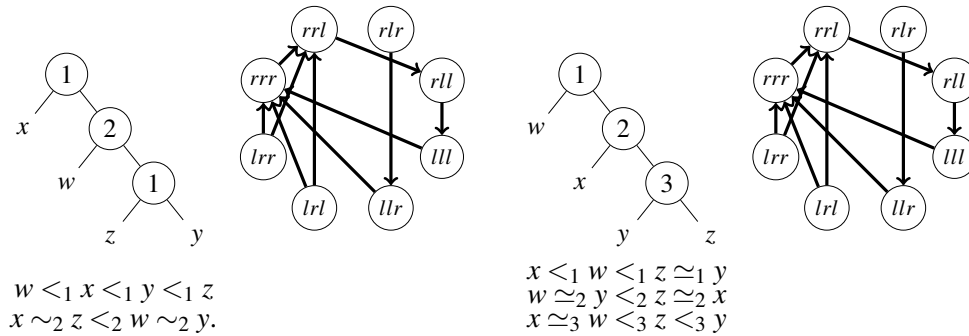 1
x
2
w
1
z y
w <₁ x <₁ y <₁ z
x ∼₂ z <₂ w ∼₂ y.
rrl rlr
rrr rll
lrr lll
lrl llr
1
w
2
x
3
y z
x <₁ w <₁ z ≃₁ y
w ≃₂ y <₂ z ≃₂ x
x ≃₃ w <₃ z <₃ y
rrl rlr
rrr rll
lrr lll
lrl llr